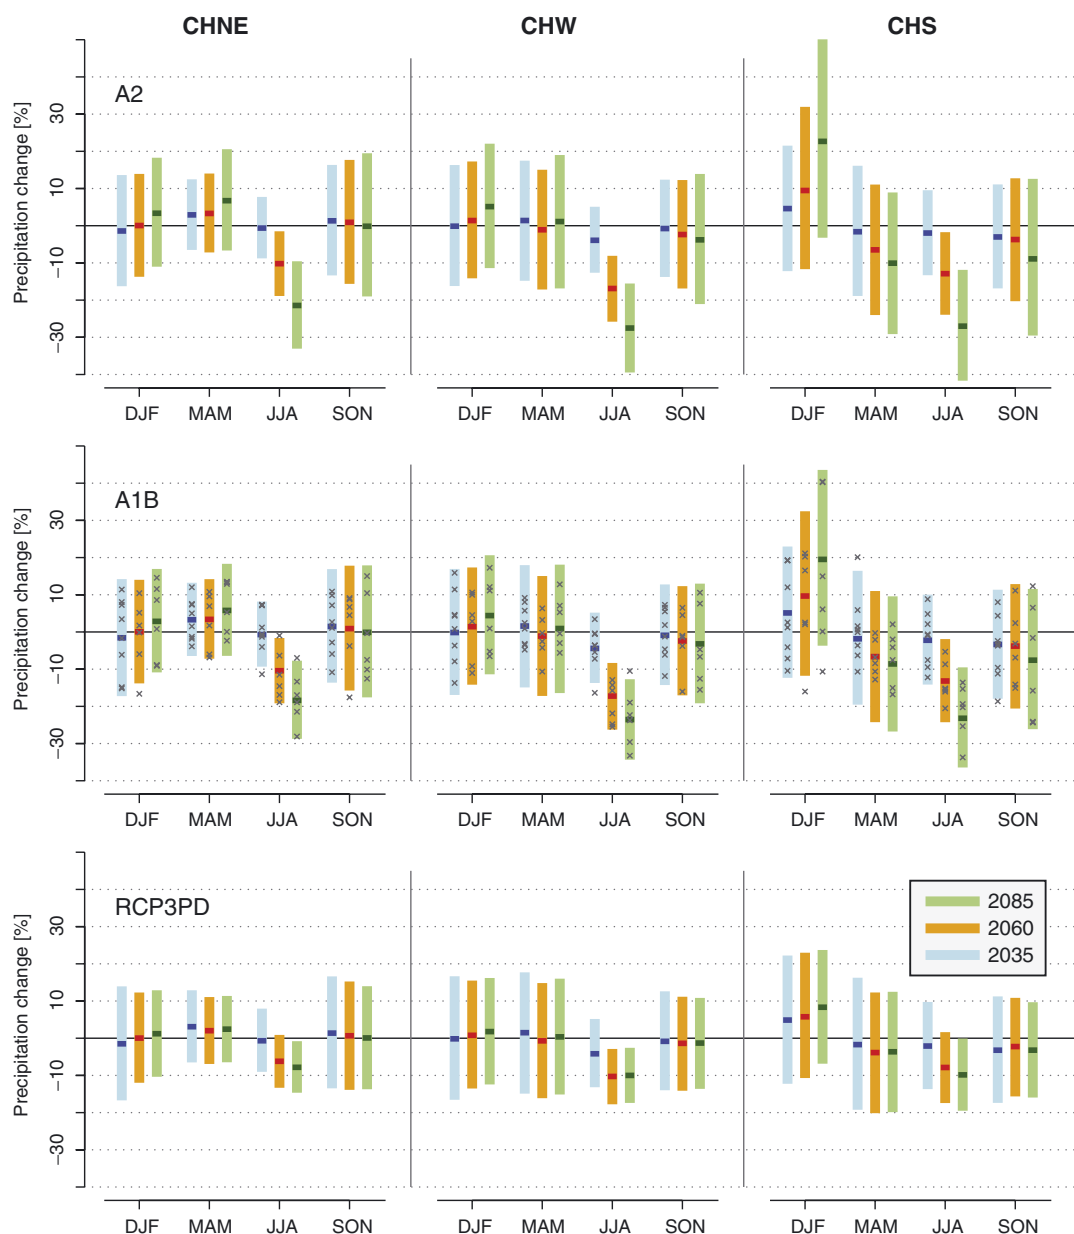 CHNE CHW CHS
A2
Precipitation change [%]
30
10
−10
−30
DJF MAM JJA SON DJF MAM JJA SON DJF MAM JJA SON
A1B
Precipitation change [%]
30
10
−10
−30
DJF MAM JJA SON DJF MAM JJA SON DJF MAM JJA SON
RCP3PD
Precipitation change [%]
30
10
−10
−30
2085
2060
2035
DJF MAM JJA SON DJF MAM JJA SON DJF MAM JJA SON